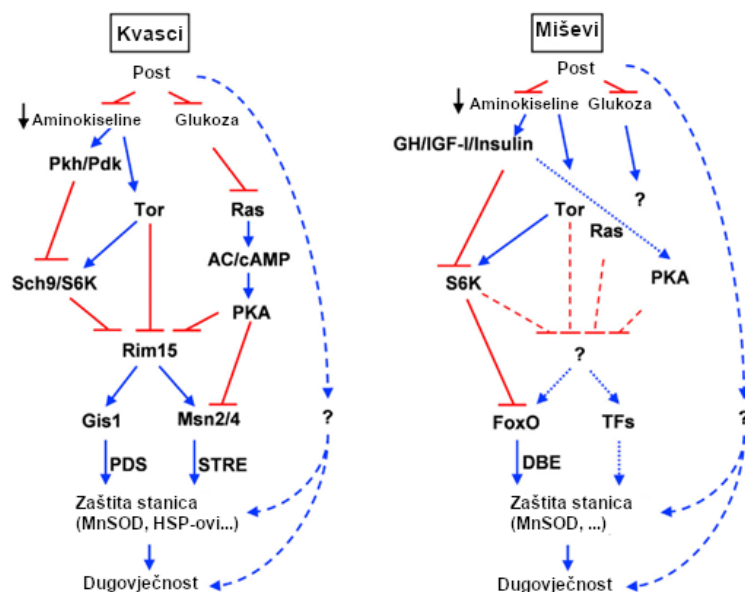 Kvasci
Post
Aminokiseline
Glukoza
Pkh/Pdk
Tor
Ras
AC/cAMP
Sch9/S6K
PKA
Rim15
Gis1
Msn2/4
?
PDS
STRE
Zaštita stanica
(MnSOD, HSP-ovi...)
Dugovječnost
Miševi
Post
Aminokiseline
Glukoza
GH/IGF-I/Insulin
?
Tor
Ras
S6K
PKA
?
FoxO
TFs
?
DBE
Zaštita stanica
(MnSOD, ...)
Dugovječnost